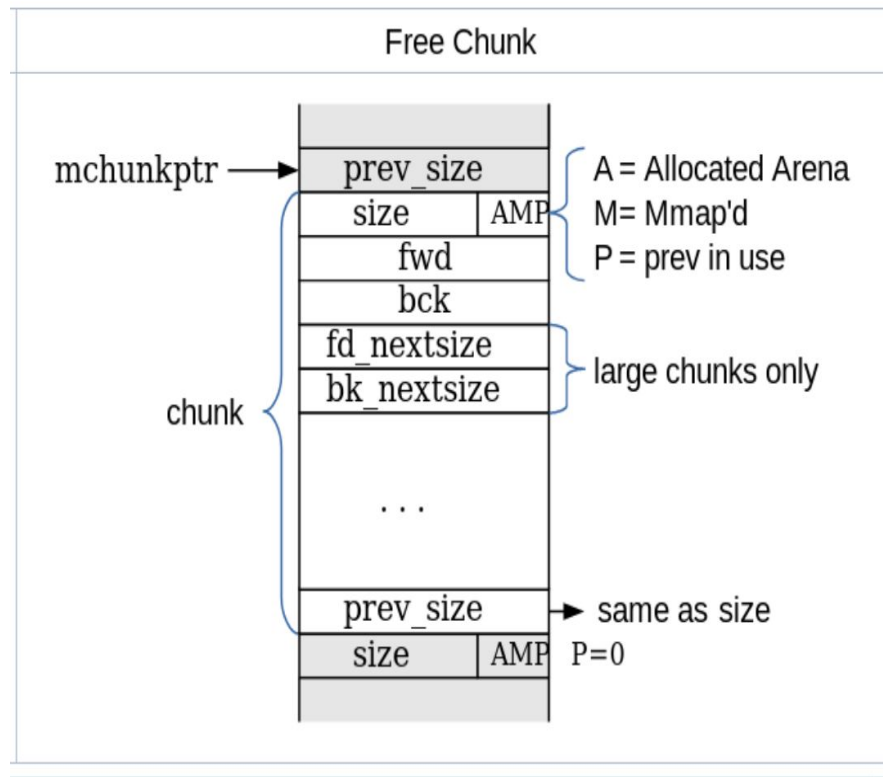 Free Chunk
mchunkptr
prev_size
A = Allocated Arena
size
AMP
M= Mmap'd
fwd
P = prev in use
bck
fd_nextsize
bk_nextsize
large chunks only
chunk
. . .
prev_size
same as size
size
AMP
P=0